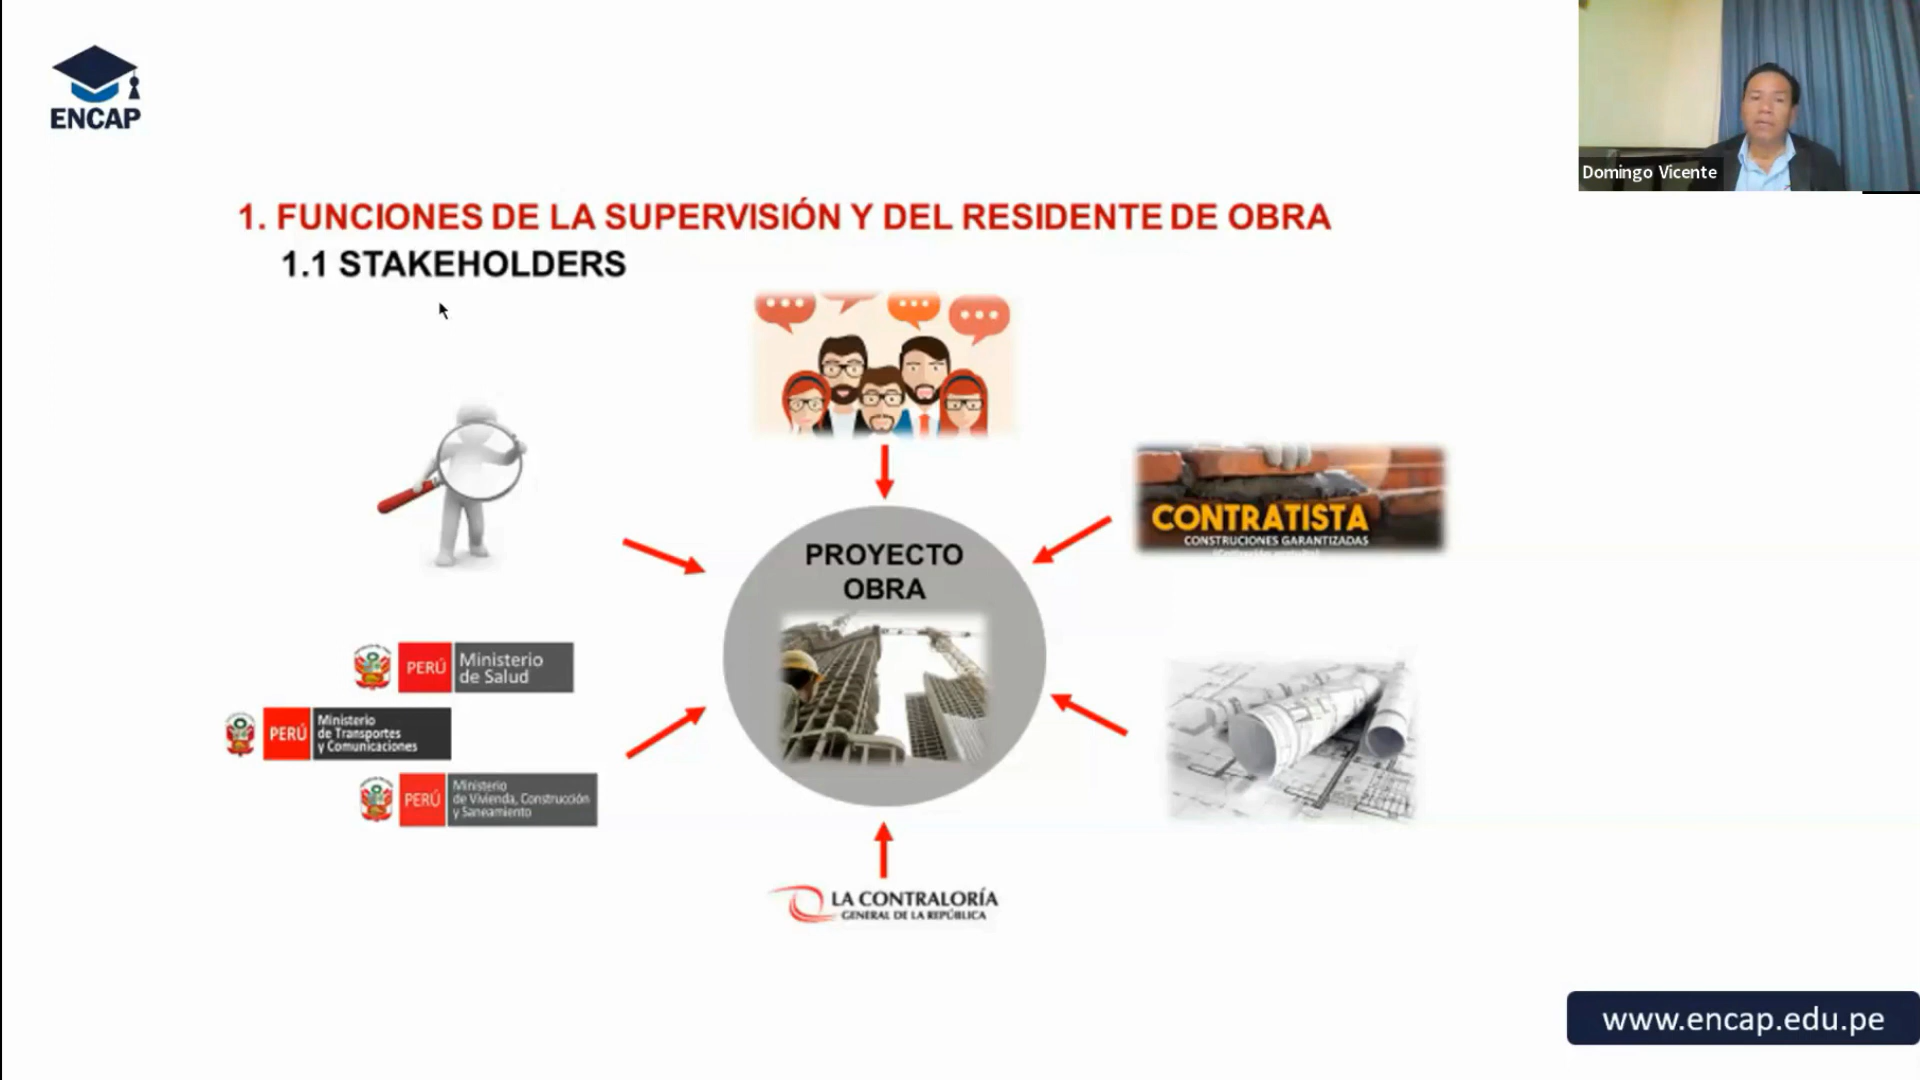 ENCAP
Domingo Vicente
1. FUNCIONES DE LA SUPERVISIÓN Y DEL RESIDENTE DE OBRA
1.1 STAKEHOLDERS
CONTRATISTA
CONSTRUCIONES GARANTIZADAS
PROYECTO
OBRA
PERÚ
Ministerio
de Salud
PERÚ
Ministerio
de Transportes
y Comunicaciones
PERÚ
Ministerio
de Vivienda, Construcción
y Saneamiento
LA CONTRALORÍA
GENERAL DE LA REPÚBLICA
www.encap.edu.pe